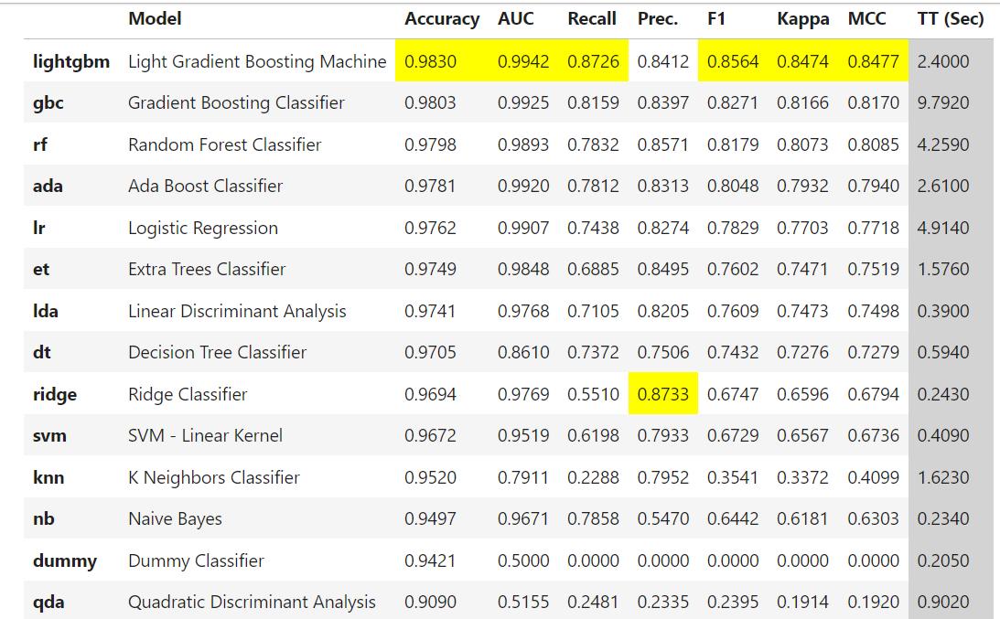 Model Accuracy AUC Recall Prec. F1 Kappa MCC TT (Sec)
lightgbm Light Gradient Boosting Machine 0.9830 0.9942 0.8726 0.8412 0.8564 0.8474 0.8477 2.4000
gbc Gradient Boosting Classifier 0.9803 0.9925 0.8159 0.8397 0.8271 0.8166 0.8170 9.7920
rf Random Forest Classifier 0.9798 0.9893 0.7832 0.8571 0.8179 0.8073 0.8085 4.2590
ada Ada Boost Classifier 0.9781 0.9920 0.7812 0.8313 0.8048 0.7932 0.7940 2.6100
lr Logistic Regression 0.9762 0.9907 0.7438 0.8274 0.7829 0.7703 0.7718 4.9140
et Extra Trees Classifier 0.9749 0.9848 0.6885 0.8495 0.7602 0.7471 0.7519 1.5760
lda Linear Discriminant Analysis 0.9741 0.9768 0.7105 0.8205 0.7609 0.7473 0.7498 0.3900
dt Decision Tree Classifier 0.9705 0.8610 0.7372 0.7506 0.7432 0.7276 0.7279 0.5940
ridge Ridge Classifier 0.9694 0.9769 0.5510 0.8733 0.6747 0.6596 0.6794 0.2430
svm SVM - Linear Kernel 0.9672 0.9519 0.6198 0.7933 0.6729 0.6567 0.6736 0.4090
knn K Neighbors Classifier 0.9520 0.7911 0.2288 0.7952 0.3541 0.3372 0.4099 1.6230
nb Naive Bayes 0.9497 0.9671 0.7858 0.5470 0.6442 0.6181 0.6303 0.2340
dummy Dummy Classifier 0.9421 0.5000 0.0000 0.0000 0.0000 0.0000 0.0000 0.2050
qda Quadratic Discriminant Analysis 0.9090 0.5155 0.2481 0.2335 0.2395 0.1914 0.1920 0.9020